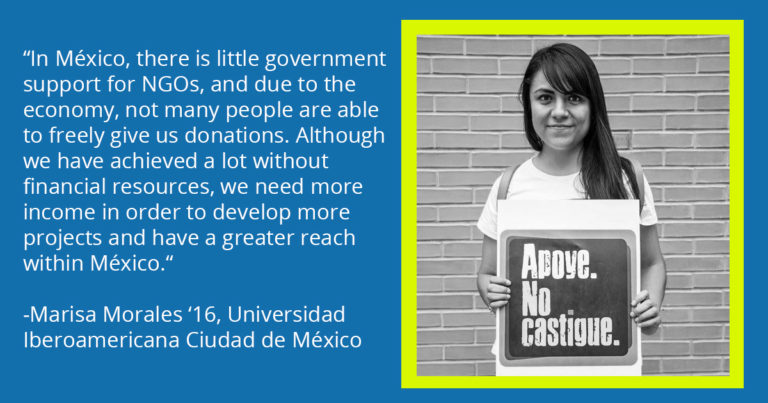 “In México, there is little government
support for NGOs, and due to the
economy, not many people are able
to freely give us donations. Although
we have achieved a lot without
financial resources, we need more
income in order to develop more
projects and have a greater reach
within México.“
-Marisa Morales ‘16, Universidad
Iberoamericana Ciudad de México
Apoye.
No
castigue.